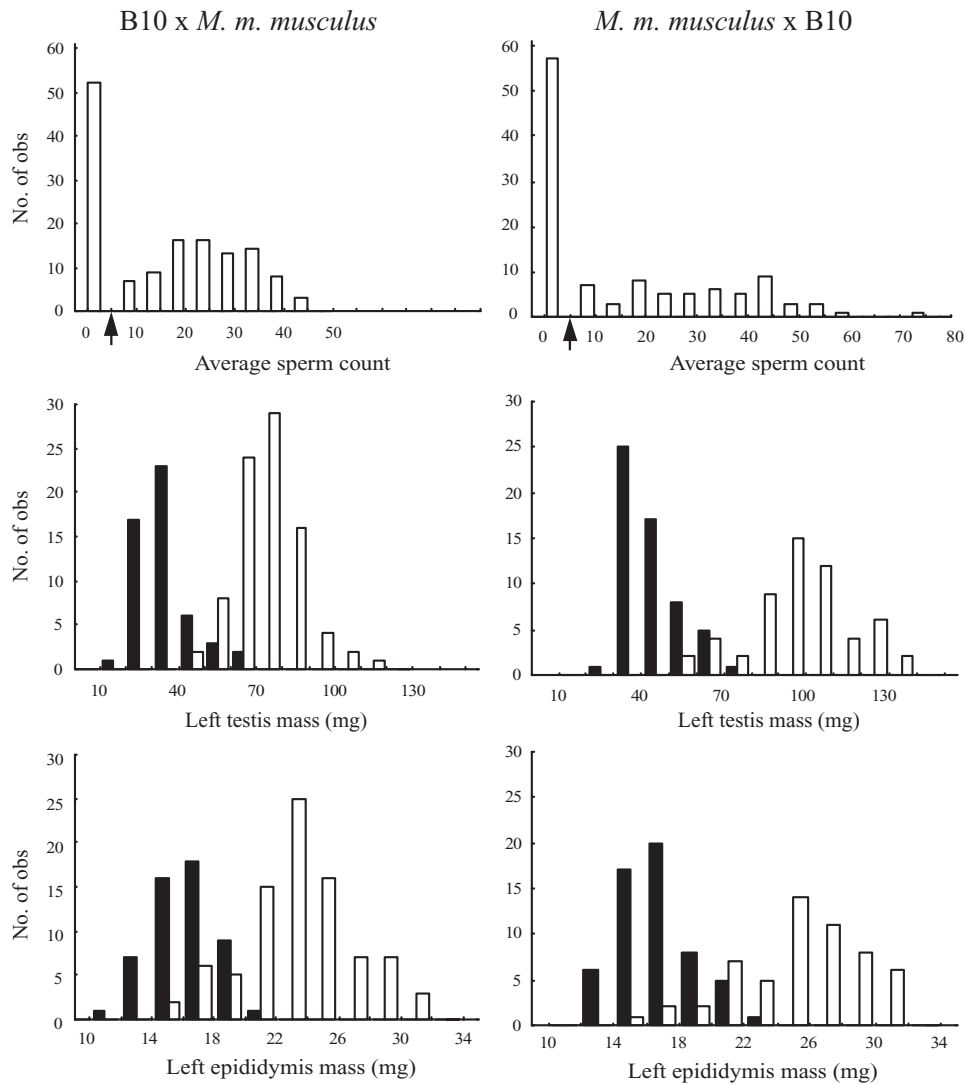 B10 x M. m. musculus
M. m. musculus x B10
No. of obs
60
50
40
30
20
10
0
0 10 20 30 40 50
Average sperm count
60
50
40
30
20
10
0
0 10 20 30 40 50 60 70 80
Average sperm count
No. of obs
30
25
20
15
10
5
0
10 40 70 100 130
Left testis mass (mg)
30
25
20
15
10
5
0
10 40 70 100 130
Left testis mass (mg)
No. of obs
30
25
20
15
10
5
0
10 14 18 22 26 30 34
Left epididymis mass (mg)
30
25
20
15
10
5
0
10 14 18 22 26 30 34
Left epididymis mass (mg)